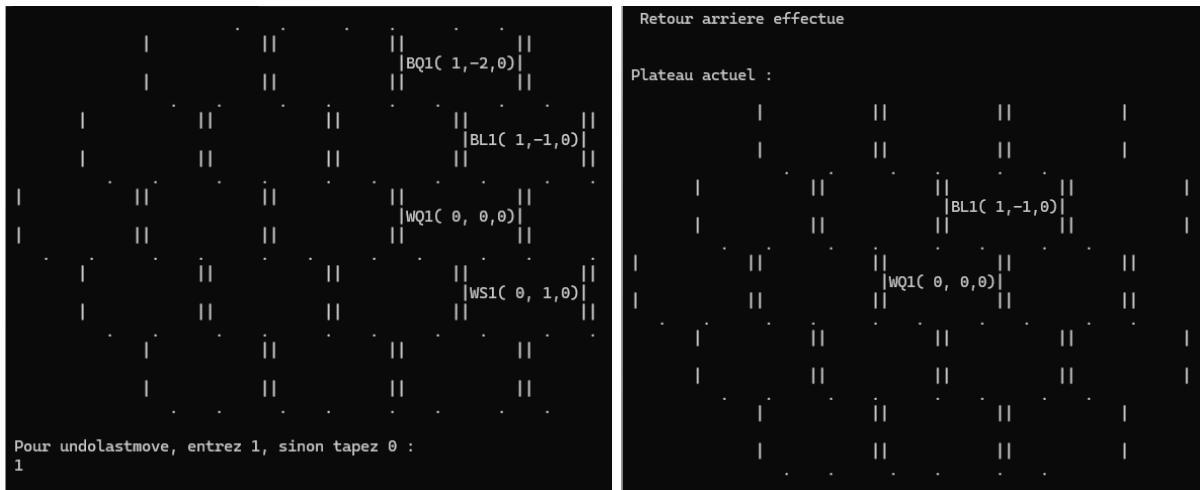 BQ1( 1,-2,0)
BL1( 1,-1,0)
WQ1( 0, 0,0)
WS1( 0, 1,0)
Pour undolastmove, entrez 1, sinon tapez 0 :
1
Retour arriere effectue
Plateau actuel :
BL1( 1,-1,0)
WQ1( 0, 0,0)